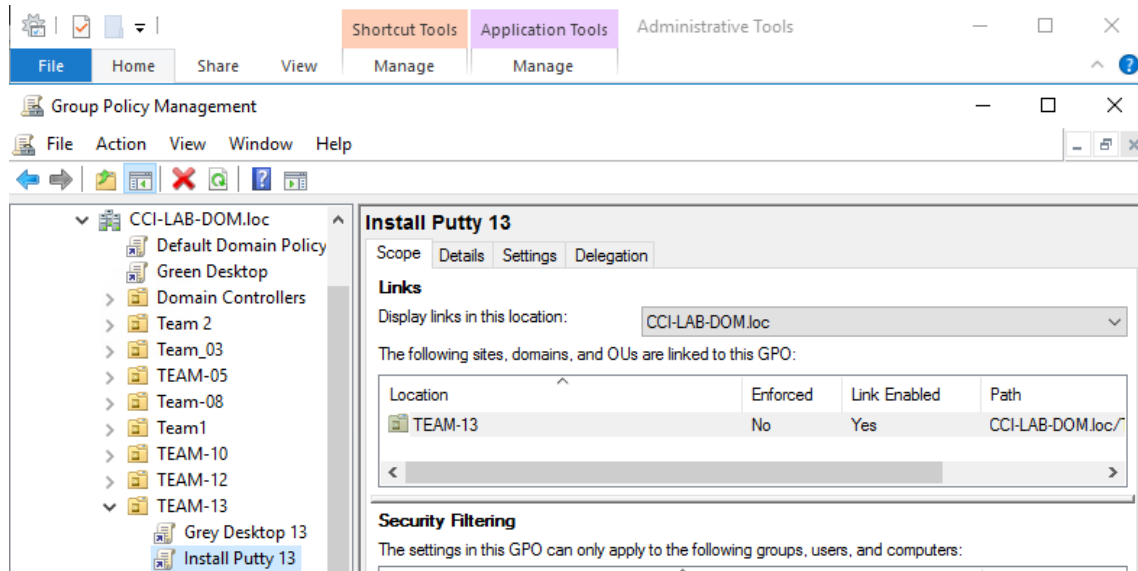 Shortcut Tools Application Tools Administrative Tools
File Home Share View Manage Manage
Group Policy Management
File Action View Window Help
CCI-LAB-DOM.loc
Default Domain Policy
Green Desktop
Domain Controllers
Team 2
Team_03
TEAM-05
Team-08
Team1
TEAM-10
TEAM-12
TEAM-13
Grey Desktop 13
Install Putty 13
Install Putty 13
Scope Details Settings Delegation
Links
Display links in this location: CCI-LAB-DOM.loc
The following sites, domains, and OUs are linked to this GPO:
Location Enforced Link Enabled Path
TEAM-13 No Yes CCI-LAB-DOM.loc/
Security Filtering
The settings in this GPO can only apply to the following groups, users, and computers: